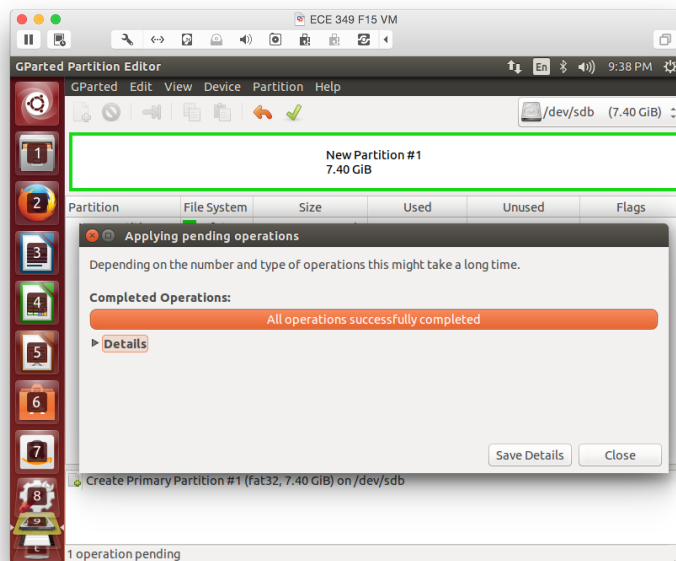 ECE 349 F15 VM
GParted Partition Editor
En
9:38 PM
GParted Edit View Device Partition Help
/dev/sdb (7.40 GiB)
New Partition #1
7.40 GiB
Partition File System Size Used Unused Flags
Applying pending operations
Depending on the number and type of operations this might take a long time.
Completed Operations:
All operations successfully completed
Details
Save Details Close
Create Primary Partition #1 (fat32, 7.40 GiB) on /dev/sdb
1 operation pending
1
2
3
4
5
6
7
8
9